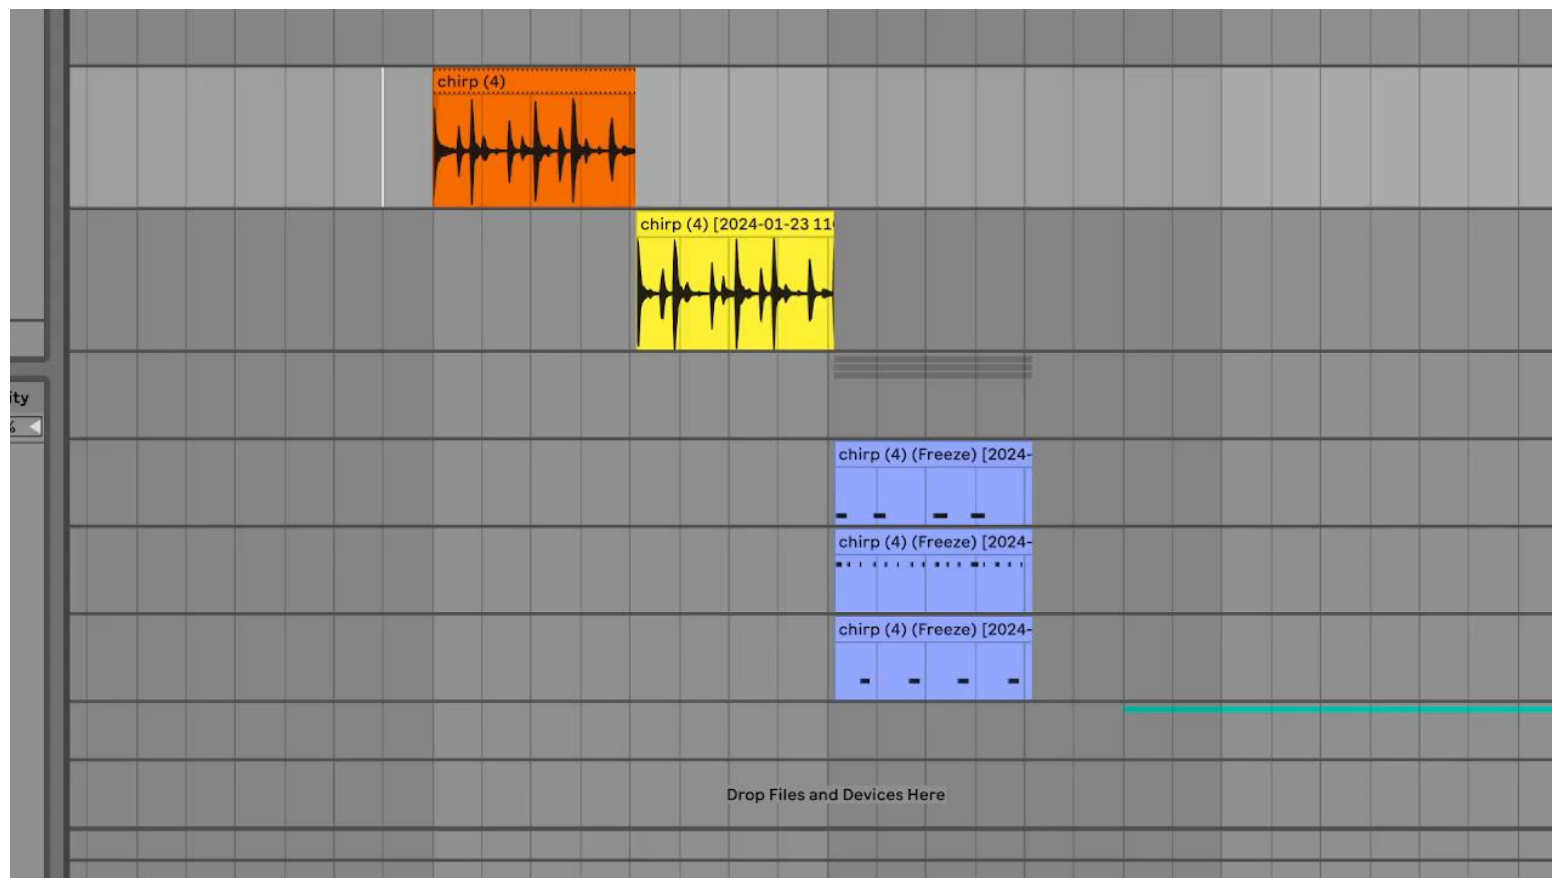 chirp (4)
chirp (4) [2024-01-23 11
ity
%
chirp (4) (Freeze) [2024-
chirp (4) (Freeze) [2024-
chirp (4) (Freeze) [2024-
Drop Files and Devices Here